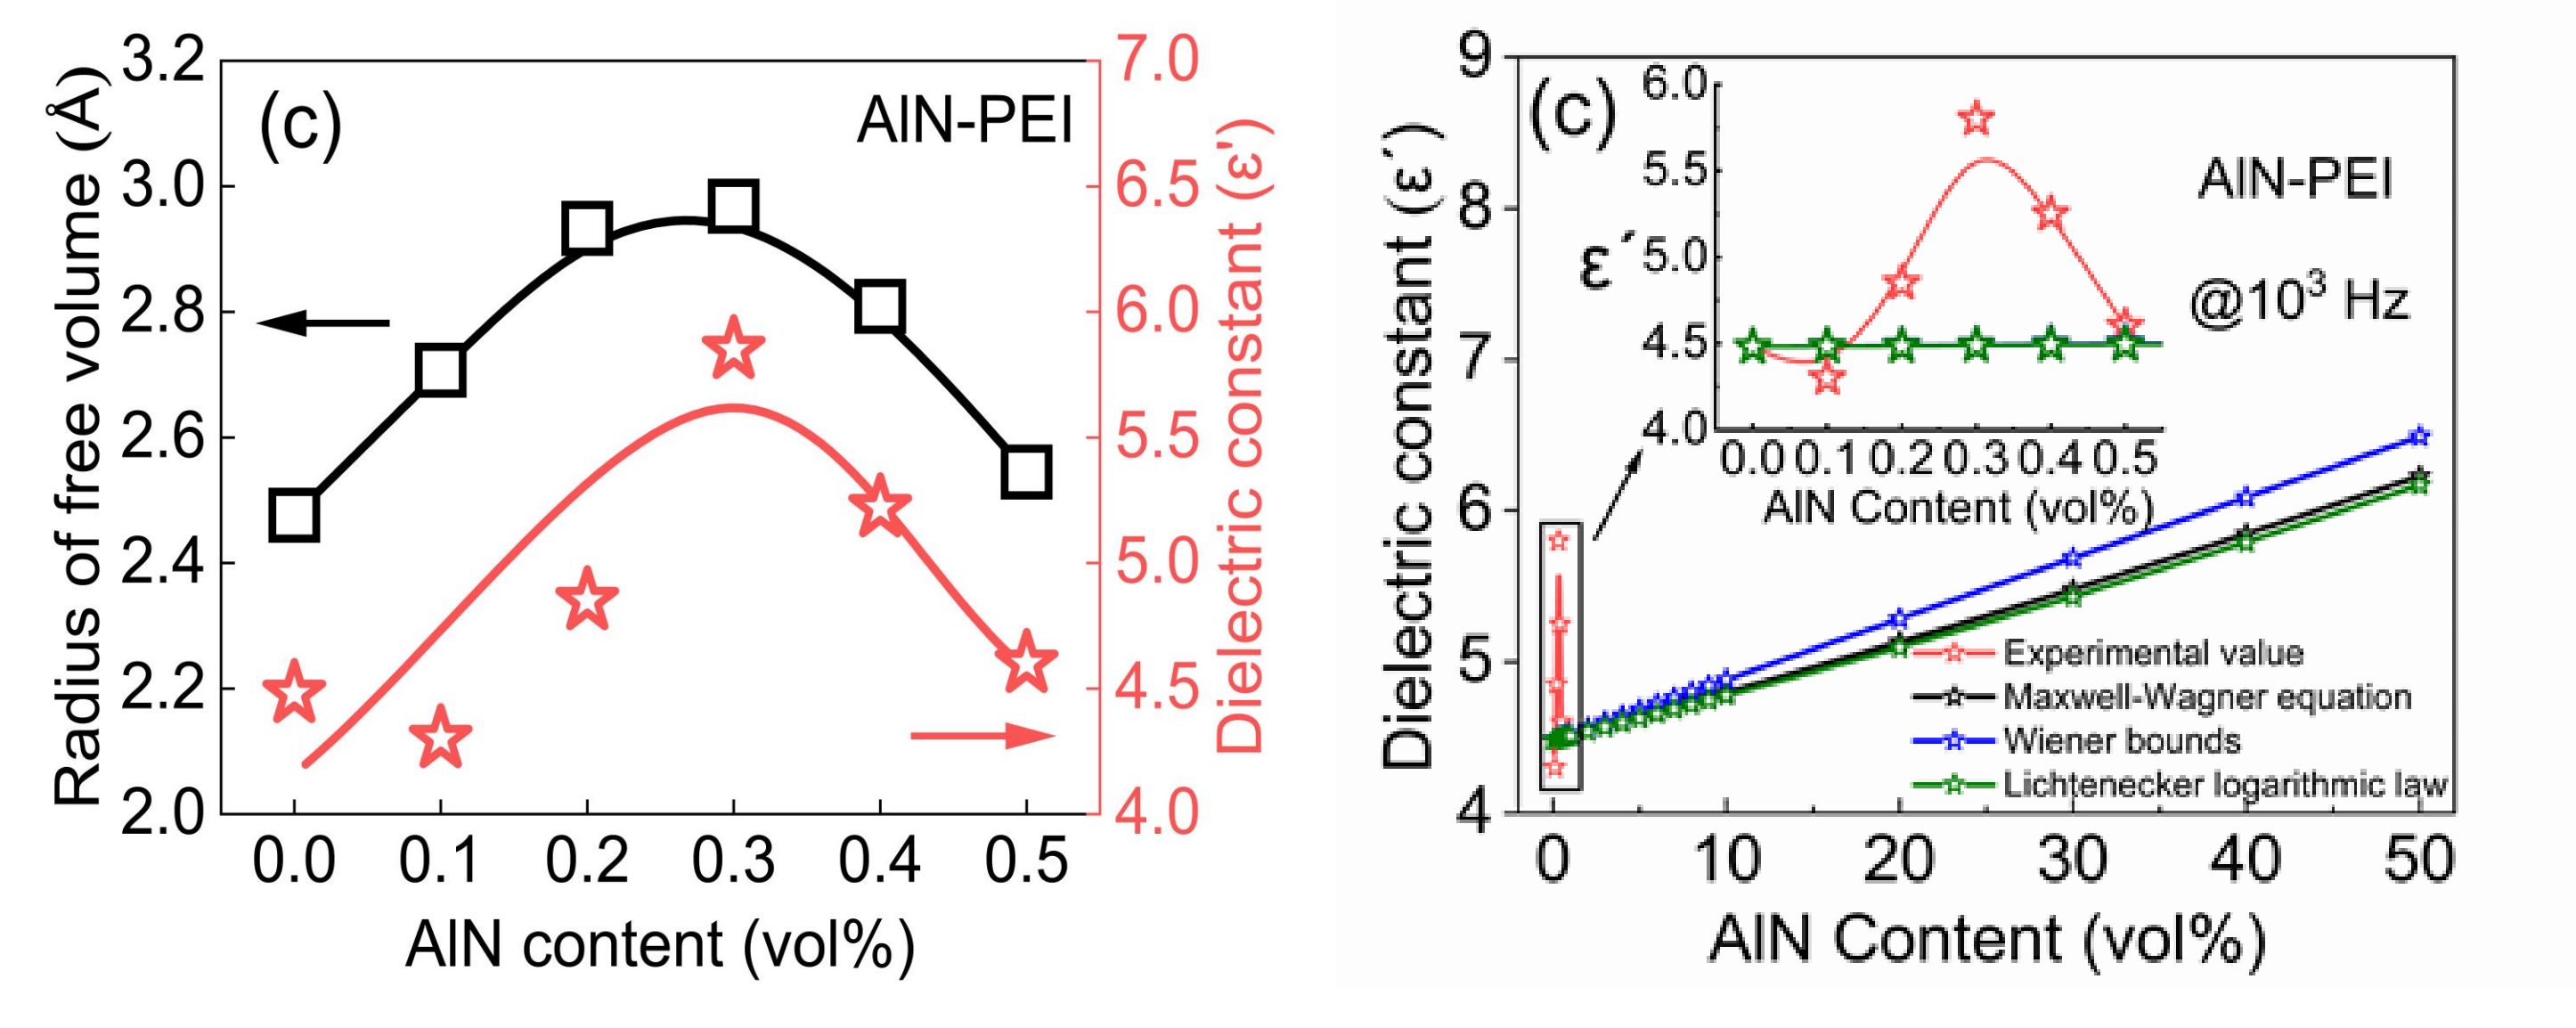 (c)
AlN-PEI
Radius of free volume (Å)
3.2
3.0
2.8
2.6
2.4
2.2
2.0
7.0
6.5
6.0
5.5
5.0
4.5
4.0
Dielectric constant (ε')
0.0 0.1 0.2 0.3 0.4 0.5
AlN content (vol%)
(c)
AlN-PEI
@10³ Hz
Dielectric constant (ε´)
9
8
7
6
5
4
ε´
6.0
5.5
5.0
4.5
4.0
0.0 0.1 0.2 0.3 0.4 0.5
AlN Content (vol%)
Experimental value
Maxwell-Wagner equation
Wiener bounds
Lichtenecker logarithmic law
0 10 20 30 40 50
AlN Content (vol%)